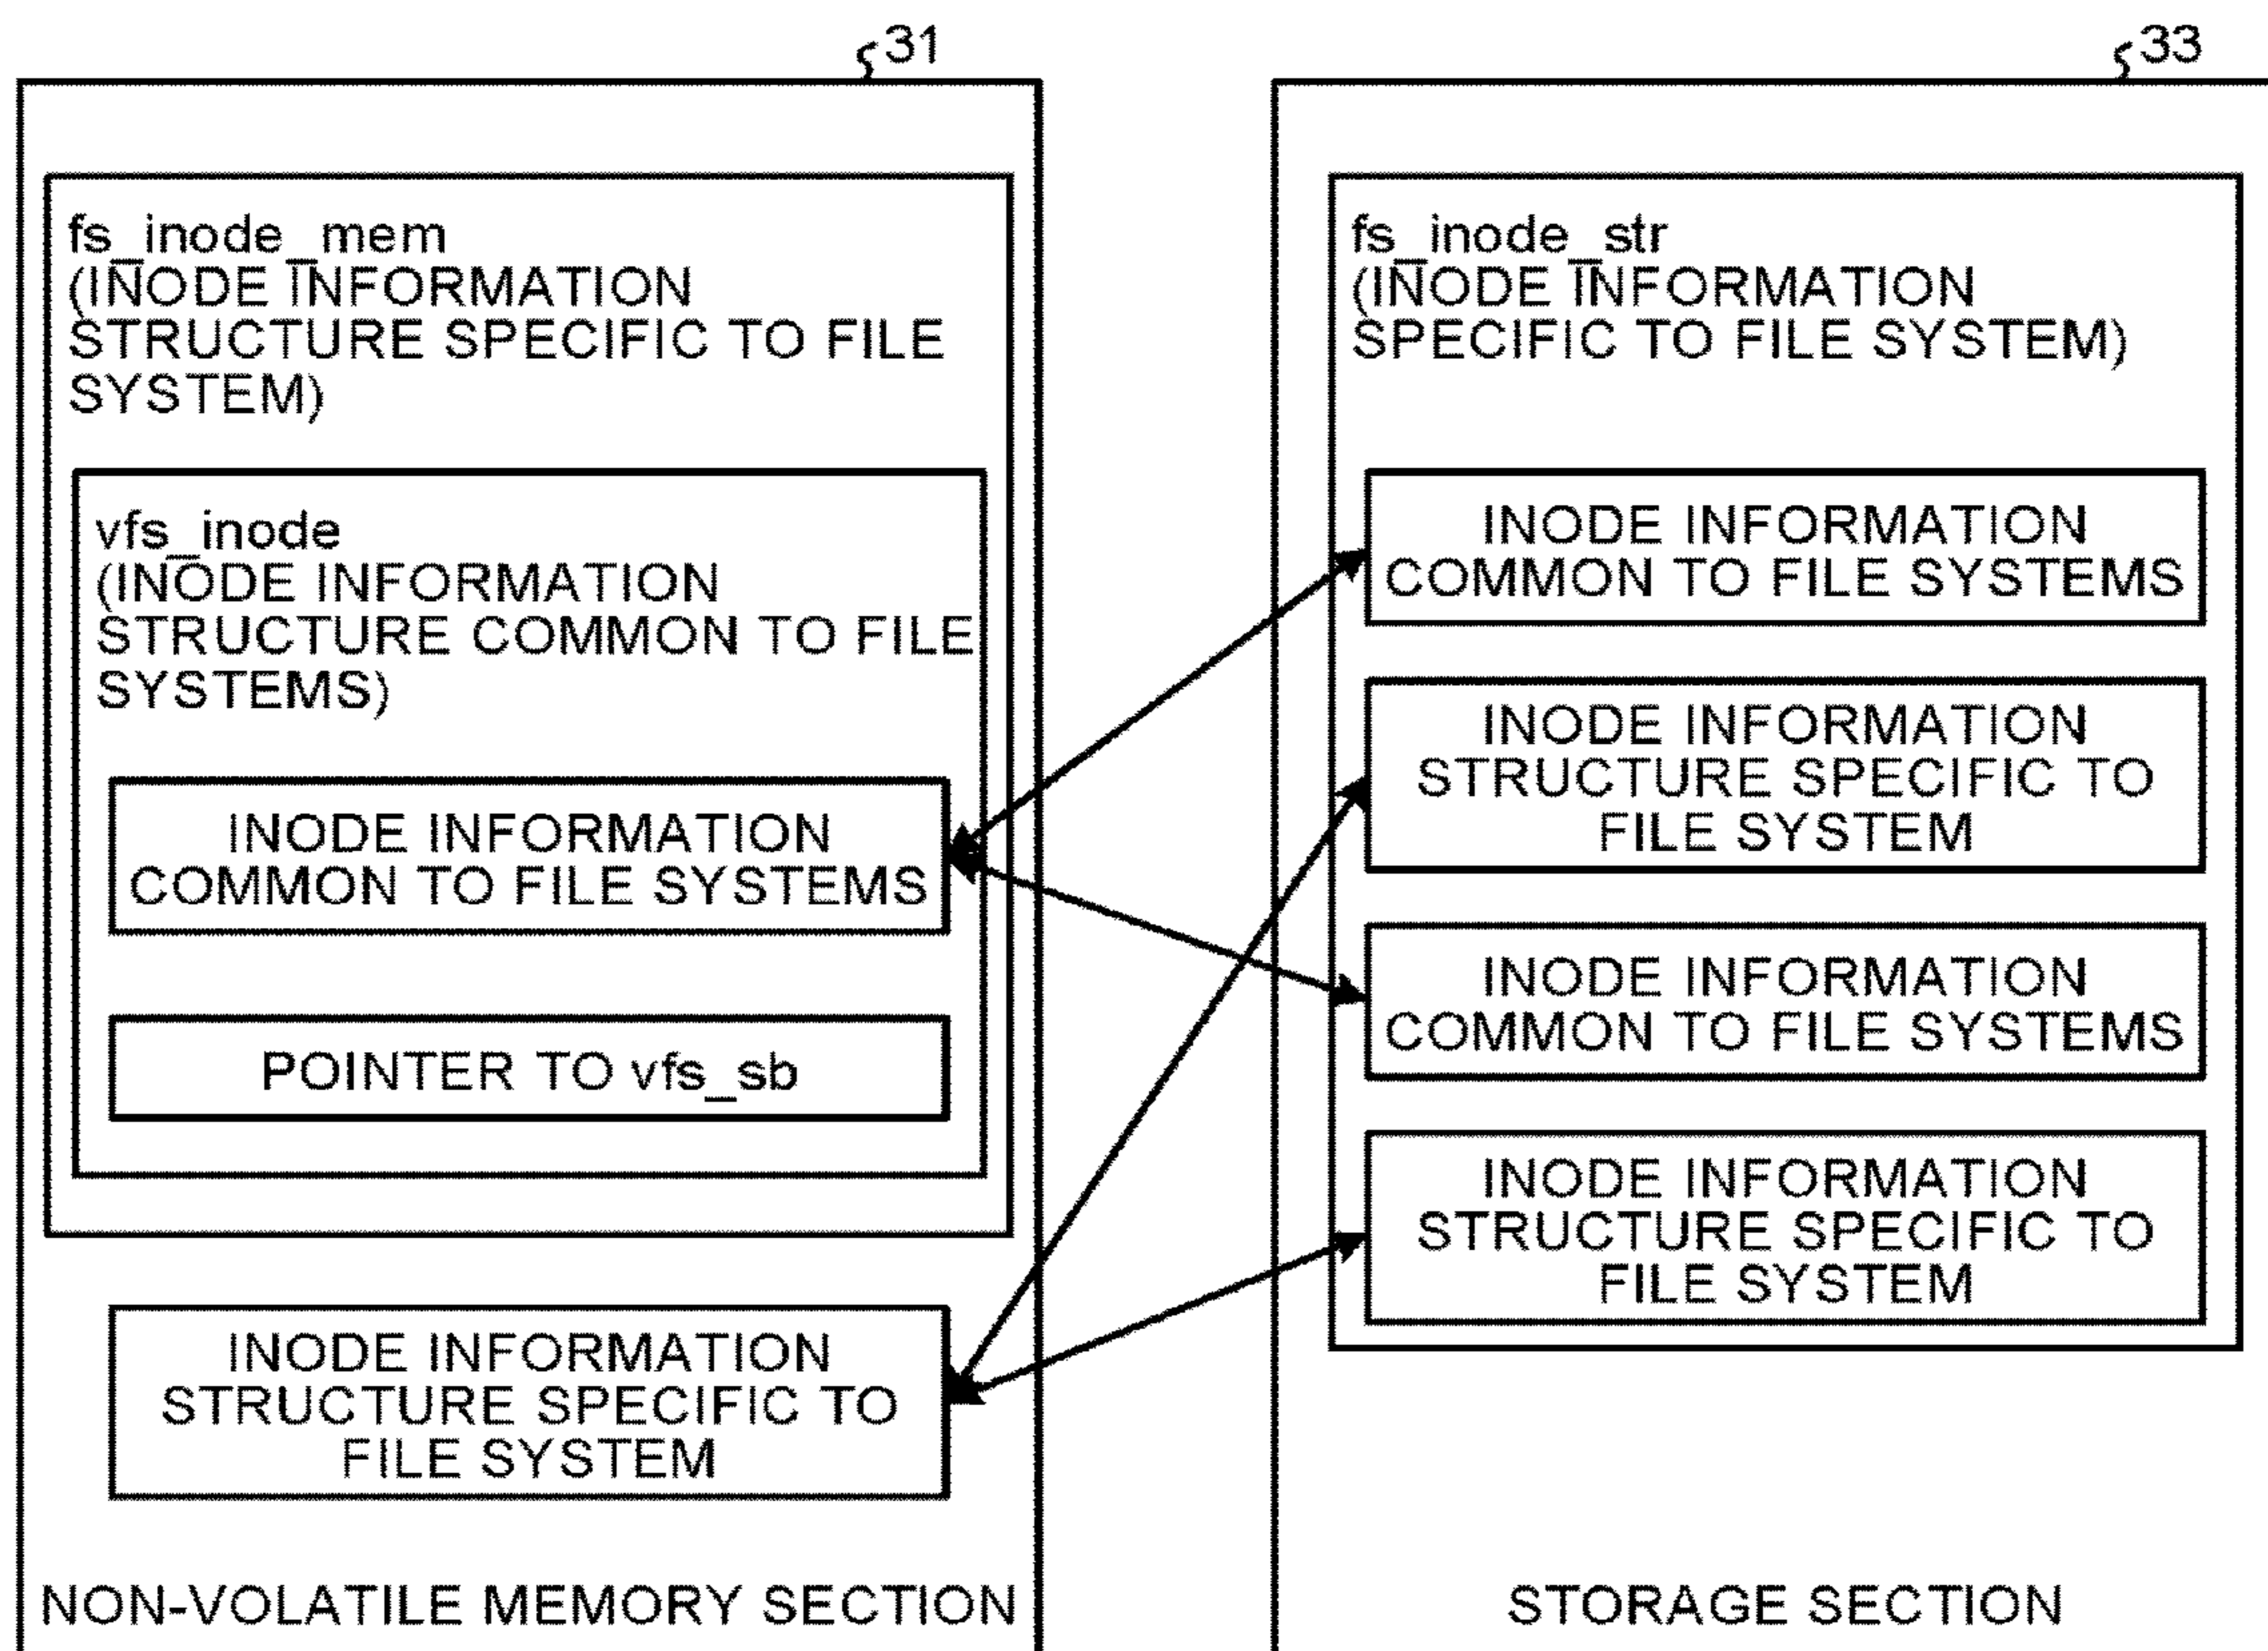 31
fs_inode_mem
(INODE INFORMATION
STRUCTURE SPECIFIC TO FILE
SYSTEM)
vfs_inode
(INODE INFORMATION
STRUCTURE COMMON TO FILE
SYSTEMS)
INODE INFORMATION
COMMON TO FILE SYSTEMS
POINTER TO vfs_sb
INODE INFORMATION
STRUCTURE SPECIFIC TO
FILE SYSTEM
NON-VOLATILE MEMORY SECTION
33
fs_inode_str
(INODE INFORMATION
SPECIFIC TO FILE SYSTEM)
INODE INFORMATION
COMMON TO FILE SYSTEMS
INODE INFORMATION
STRUCTURE SPECIFIC TO
FILE SYSTEM
INODE INFORMATION
COMMON TO FILE SYSTEMS
INODE INFORMATION
STRUCTURE SPECIFIC TO
FILE SYSTEM
STORAGE SECTION